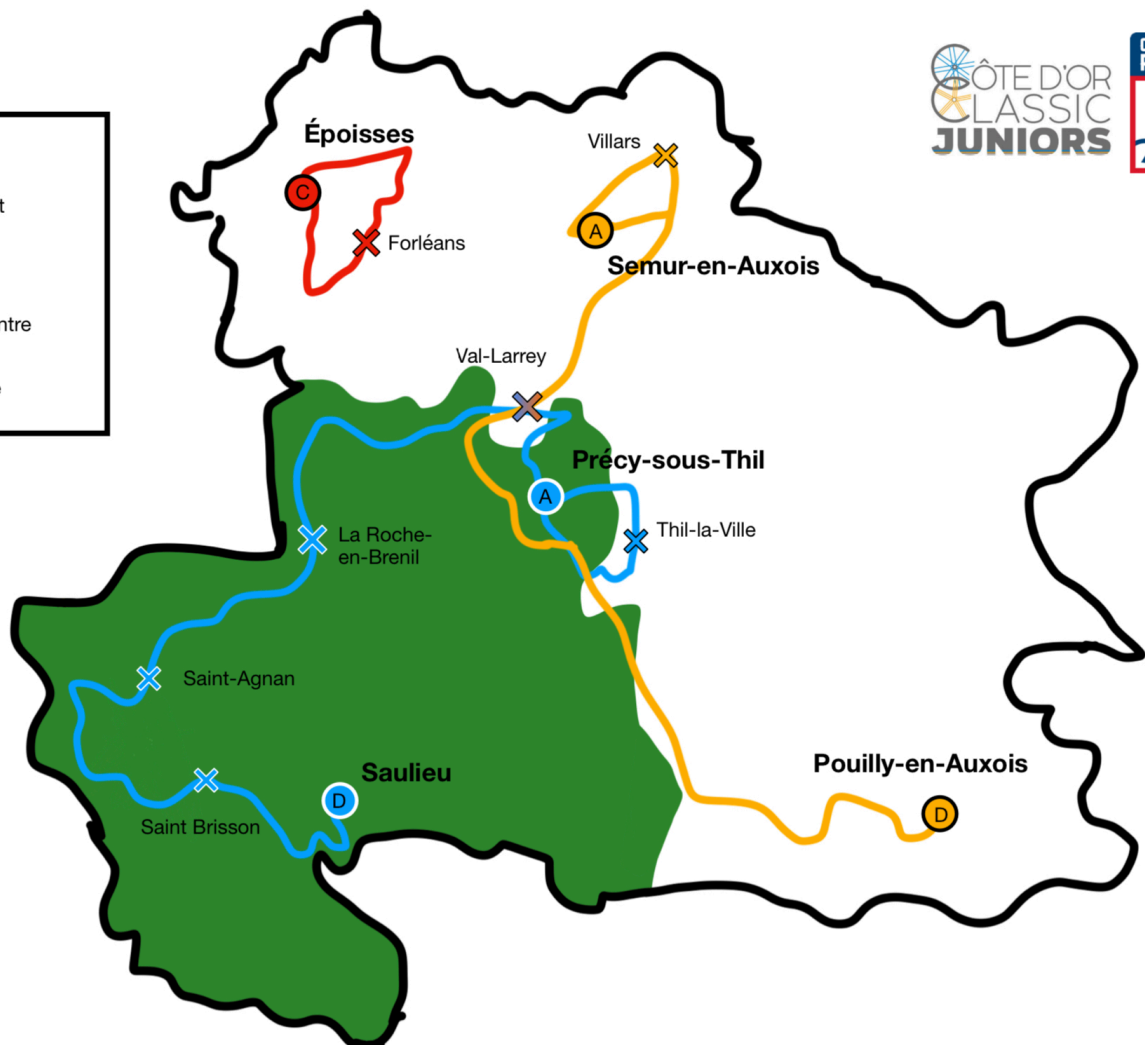 CÔTE D'OR
CLASSIC
JUNIORS
Époisses
Villars
C
Forléans
A
Semur-en-Auxois
Val-Larrey
Précy-sous-Thil
A
Thil-la-Ville
La Roche-
en-Brenil
Saint-Agnan
Saulieu
Pouilly-en-Auxois
D
D
Saint Brisson